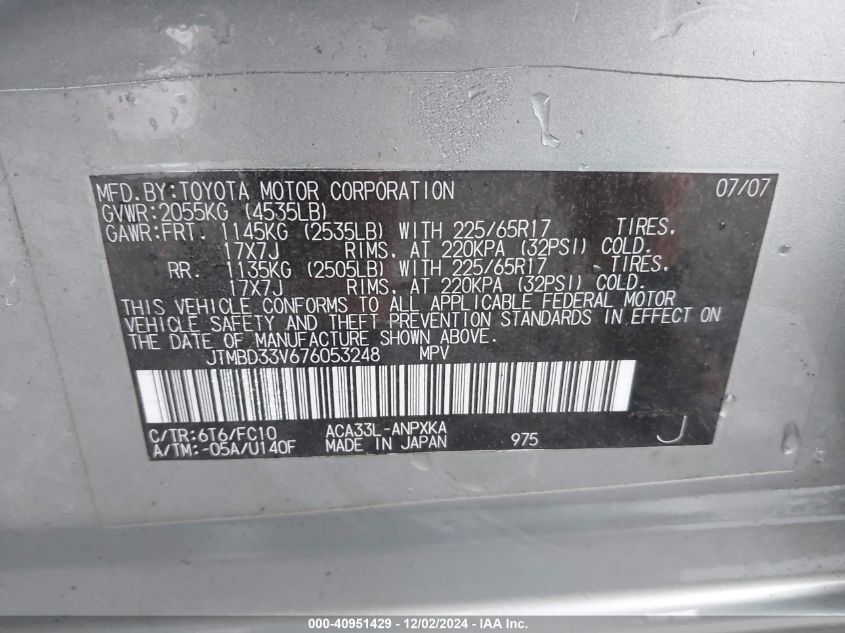 MFD.BY:TOYOTA MOTOR CORPORATION 07/07
GVWR:2055KG (4535LB)
GAWR:FRT. 1145KG (2535LB) WITH 225/65R17 TIRES,
17X7J RIMS, AT 220KPA (32PSI) COLD.
RR. 1135KG (2505LB) WITH 225/65R17 TIRES,
17X7J RIMS, AT 220KPA (32PSI) COLD.
THIS VEHICLE CONFORMS TO ALL APPLICABLE FEDERAL MOTOR
VEHICLE SAFETY AND THEFT PREVENTION STANDARDS IN EFFECT ON
THE DATE OF MANUFACTURE SHOWN ABOVE.
JTMBD33V676053248 MPV
C/TR:6T6/FC10 ACA33L-ANPXKA
A/TM:-05A/U140F MADE IN JAPAN 975 J
000-40951429 - 12/02/2024 - IAA Inc.